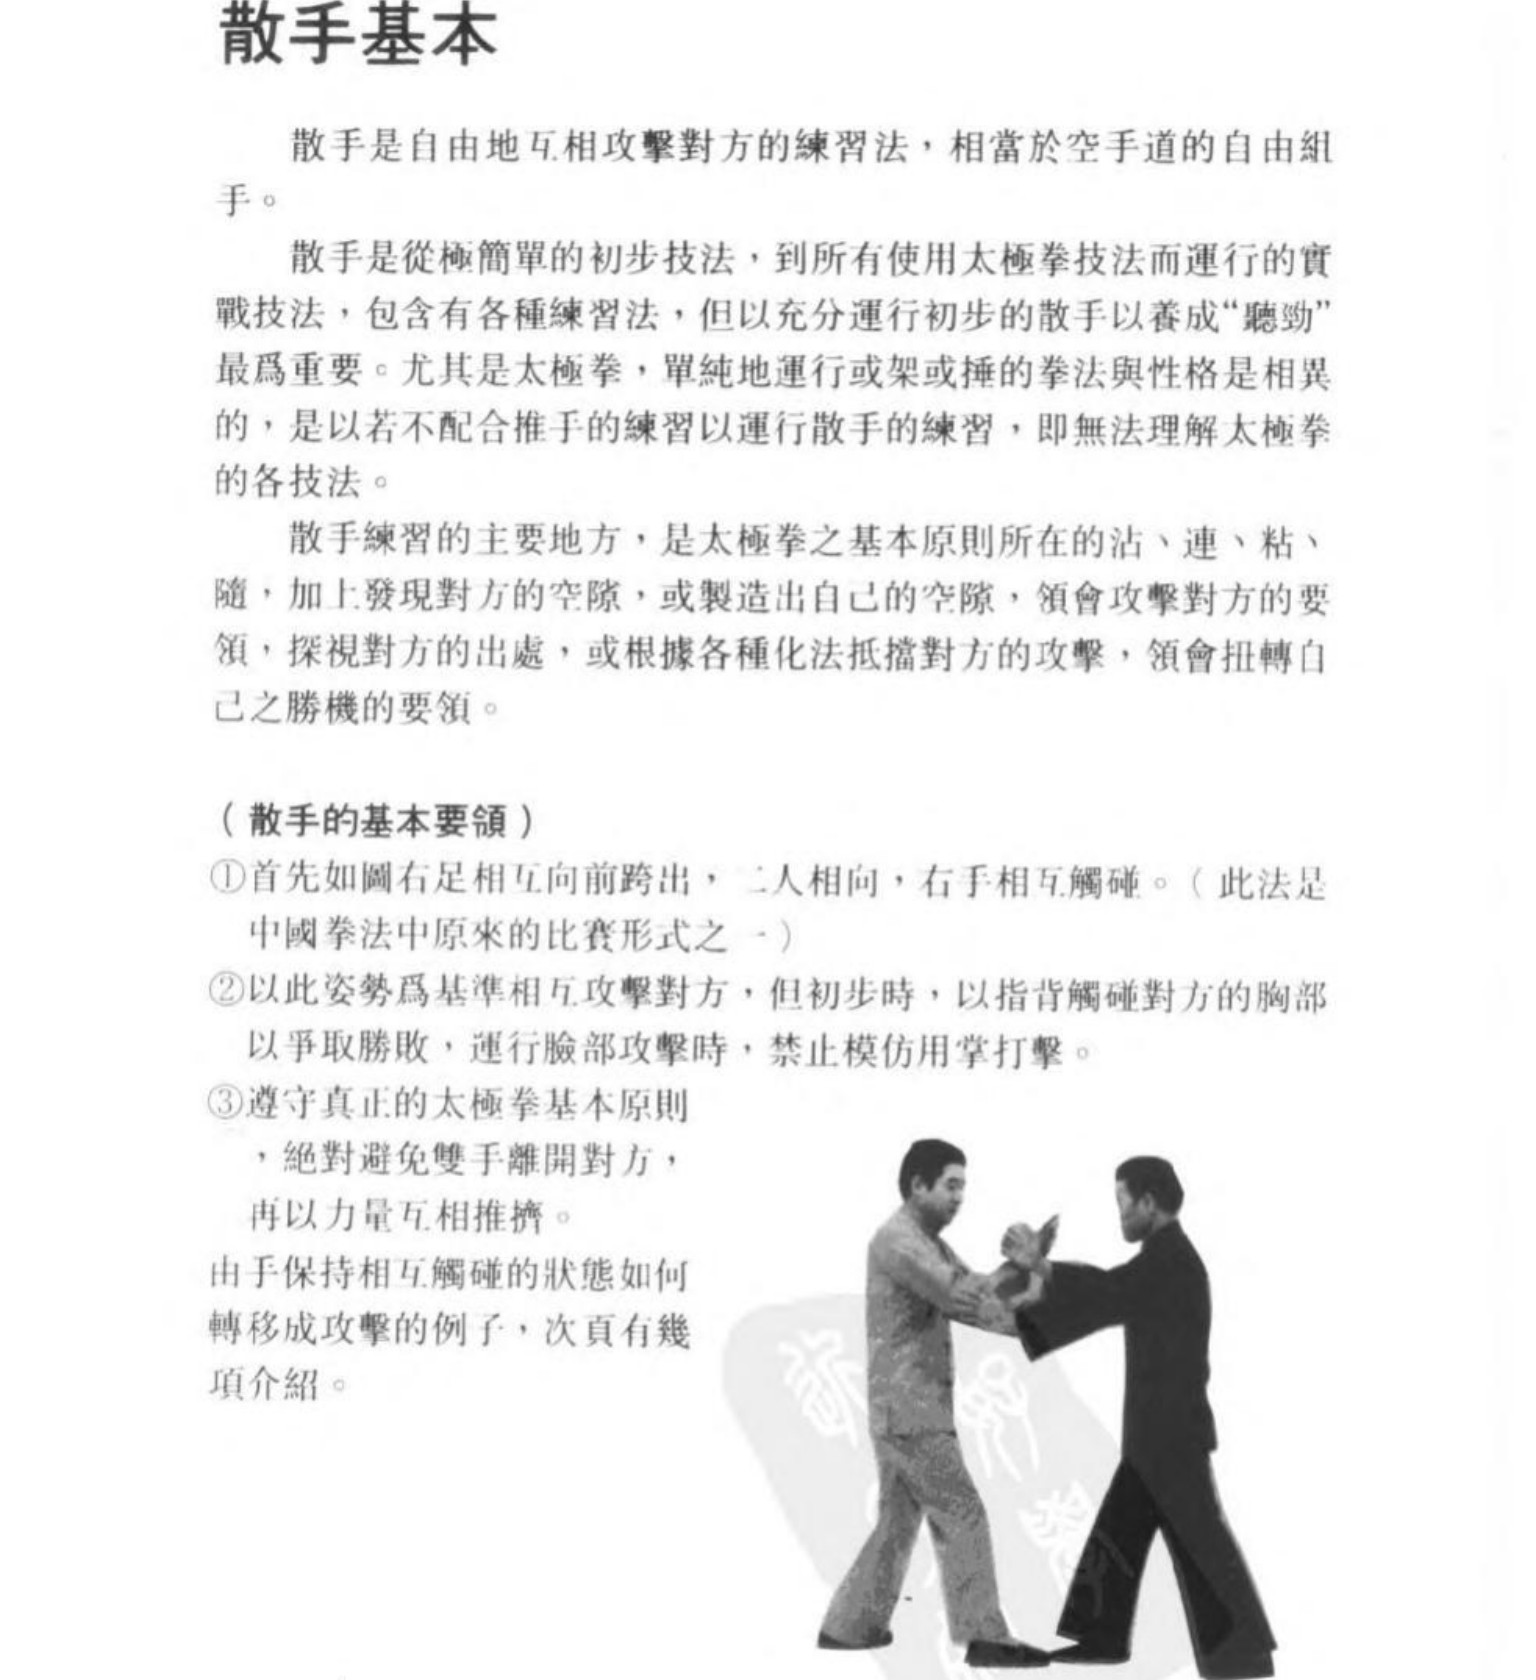 散手基本
散手是自由地互相攻擊對方的練習法，相當於空手道的自由組
手。
散手是從極簡單的初步技法，到所有使用太極拳技法而運行的實
戰技法，包含有各種練習法，但以充分運行初步的散手以養成“聽勁”
最爲重要。尤其是太極拳，單純地運行或架或捶的拳法與性格是相異
的，是以若不配合推手的練習以運行散手的練習，即無法理解太極拳
的各技法。
散手練習的主要地方，是太極拳之基本原則所在的沾、連、粘、
隨，加上發現對方的空隙，或製造出自己的空隙，領會攻擊對方的要
領，探視對方的出處，或根據各種化法抵擋對方的攻擊，領會扭轉自
己之勝機的要領。
（散手的基本要領）
①首先如圖右足相互向前跨出，二人相向，右手相互觸碰。（此法是
中國拳法中原來的比賽形式之一）
②以此姿勢爲基準相互攻擊對方，但初步時，以指背觸碰對方的胸部
以爭取勝敗，運行臉部攻擊時，禁止模仿用掌打擊。
③遵守真正的太極拳基本原則
，絕對避免雙手離開對方，
再以力量互相推擠。
由手保持相互觸碰的狀態如何
轉移成攻擊的例子，次頁有幾
項介紹。